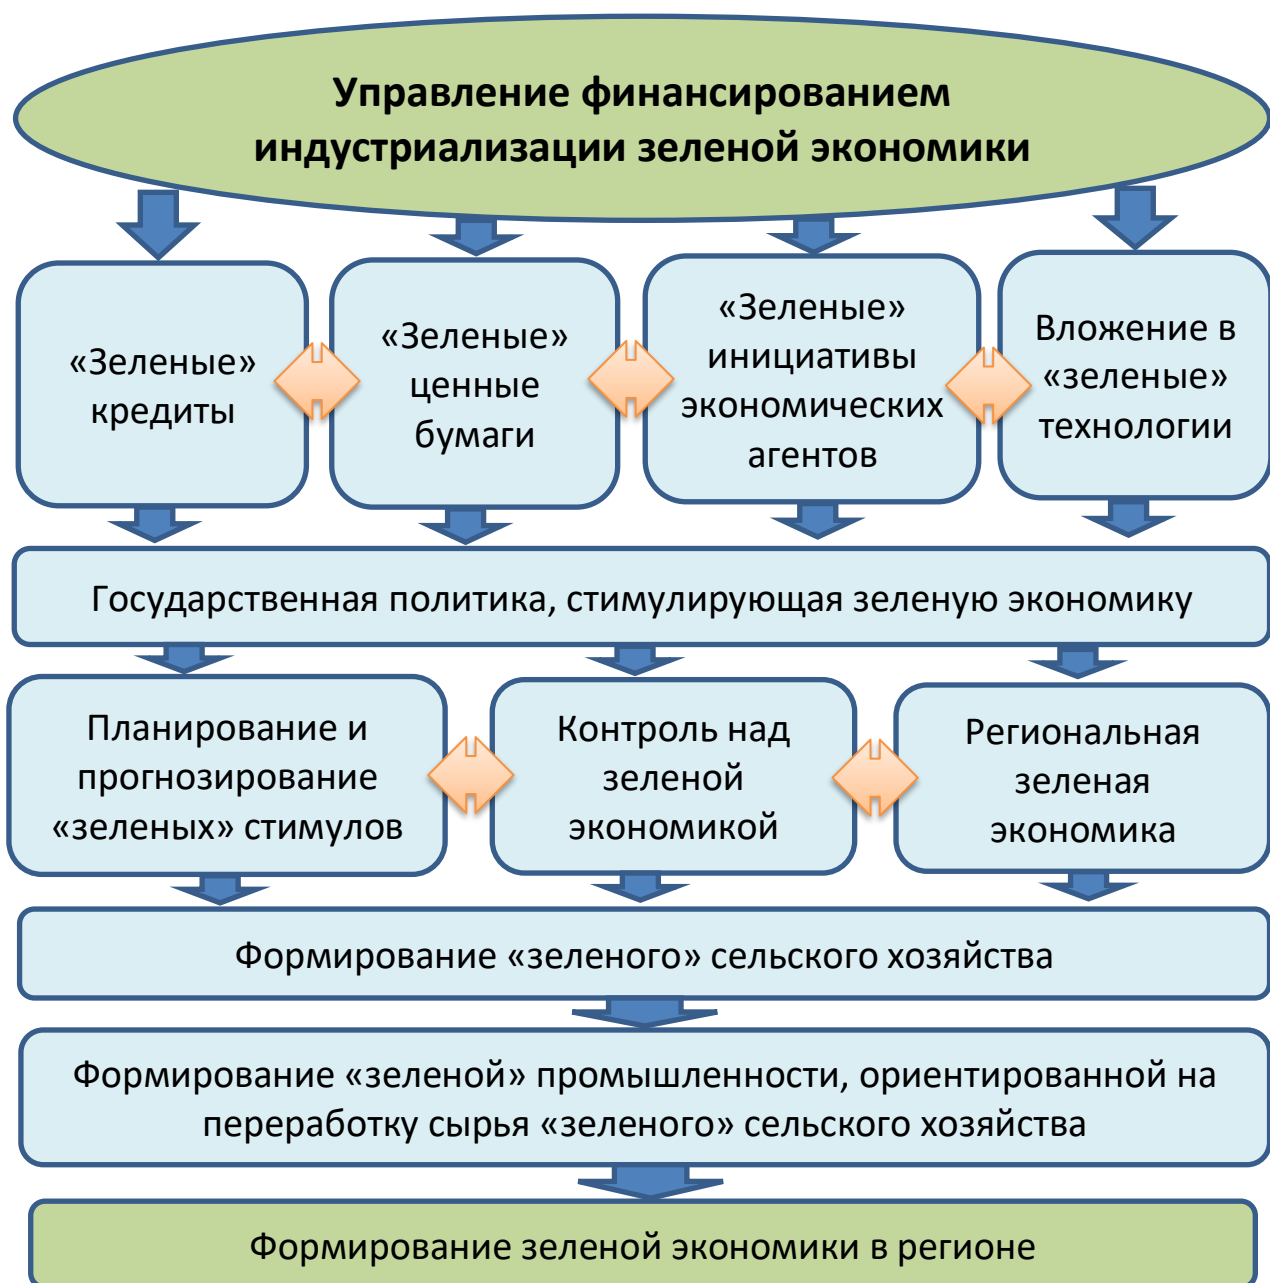 Управление финансированием
индустриализации зеленой экономики
«Зеленые»
кредиты
«Зеленые»
ценные
бумаги
«Зеленые»
инициативы
экономических
агентов
Вложение в
«зеленые»
технологии
Государственная политика, стимулирующая зеленую экономику
Планирование и
прогнозирование
«зеленых» стимулов
Контроль над
зеленой
экономикой
Региональная
зеленая
экономика
Формирование «зеленого» сельского хозяйства
Формирование «зеленой» промышленности, ориентированной на
переработку сырья «зеленого» сельского хозяйства
Формирование зеленой экономики в регионе